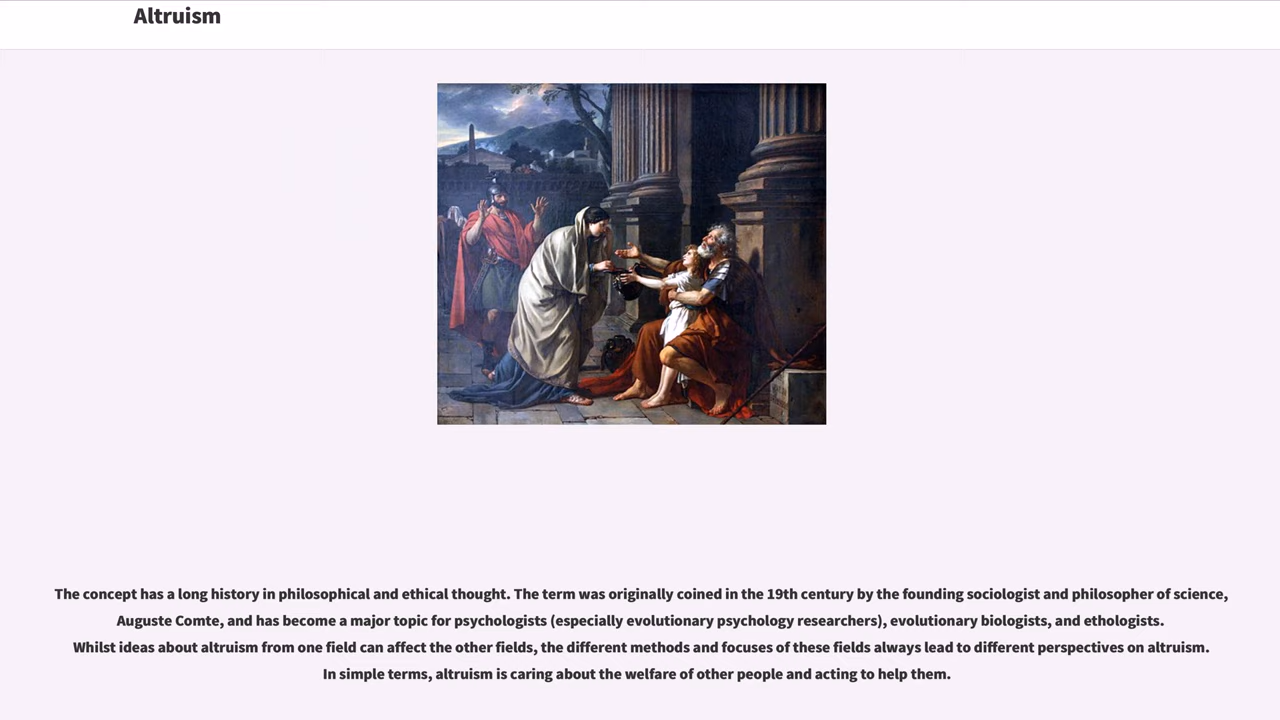 Altruism
The concept has a long history in philosophical and ethical thought. The term was originally coined in the 19th century by the founding sociologist and philosopher of science,
Auguste Comte, and has become a major topic for psychologists (especially evolutionary psychology researchers), evolutionary biologists, and ethologists.
Whilst ideas about altruism from one field can affect the other fields, the different methods and focuses of these fields always lead to different perspectives on altruism.
In simple terms, altruism is caring about the welfare of other people and acting to help them.